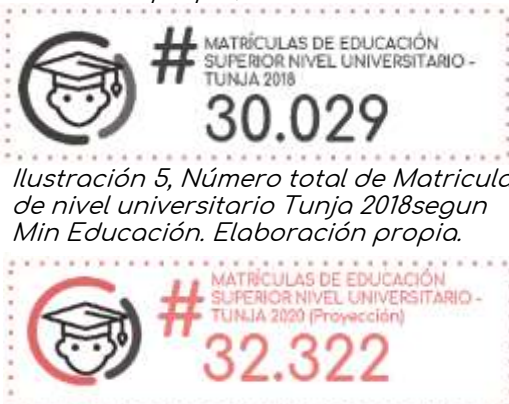 # MATRÍCULAS DE EDUCACIÓN
SUPERIOR NIVEL UNIVERSITARIO -
TUNJA 2018
30.029
Ilustración 5, Número total de Matricula
de nivel universitario Tunja 2018segun
Min Educación. Elaboración propia.
# MATRÍCULAS DE EDUCACIÓN
SUPERIOR NIVEL UNIVERSITARIO -
TUNJA 2020 (Proyección)
32.322